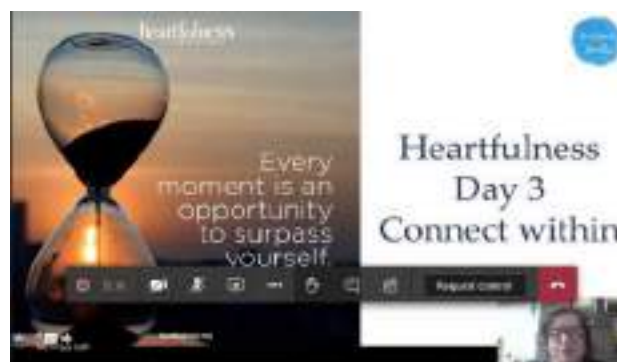 heartfulness
Every
moment is an
opportunity
to surpass
yourself.
Heartfulness
Day 3
Connect within
Request control